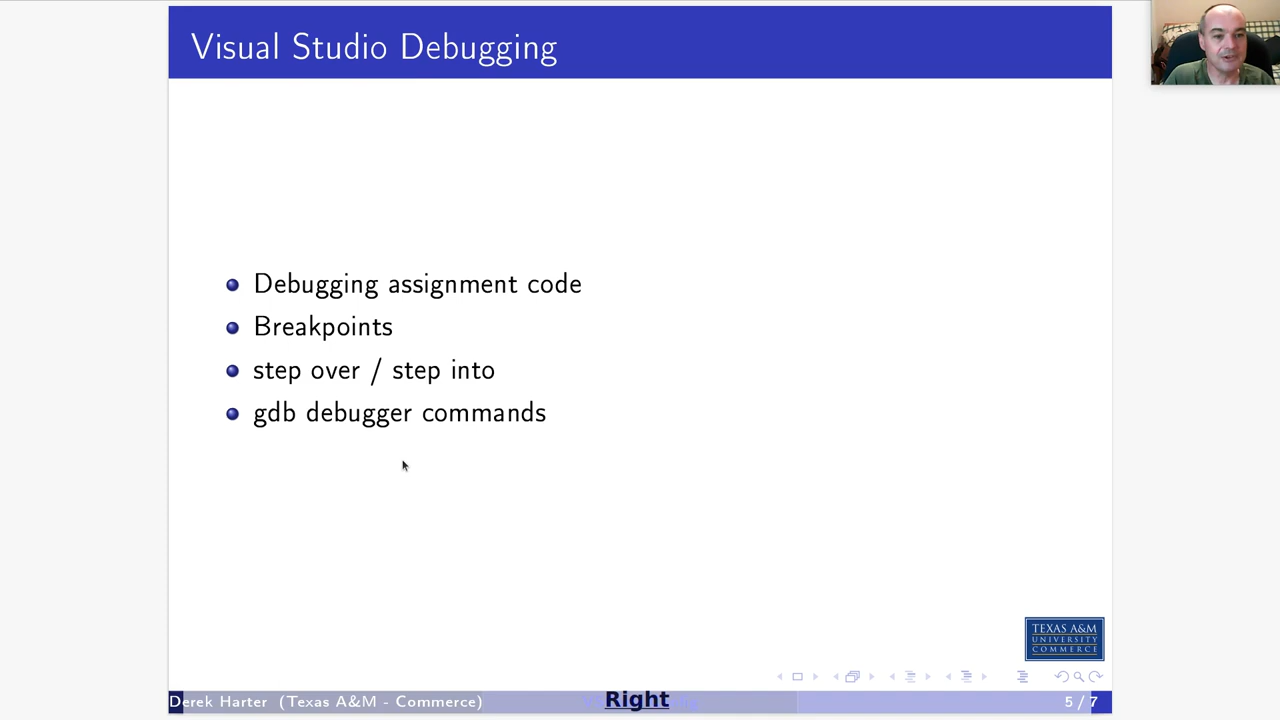 Visual Studio Debugging
Debugging assignment code
Breakpoints
step over / step into
gdb debugger commands
TEXAS A&M
UNIVERSITY
COMMERCE
Derek Harter (Texas A&M - Commerce)
Right
5 / 7